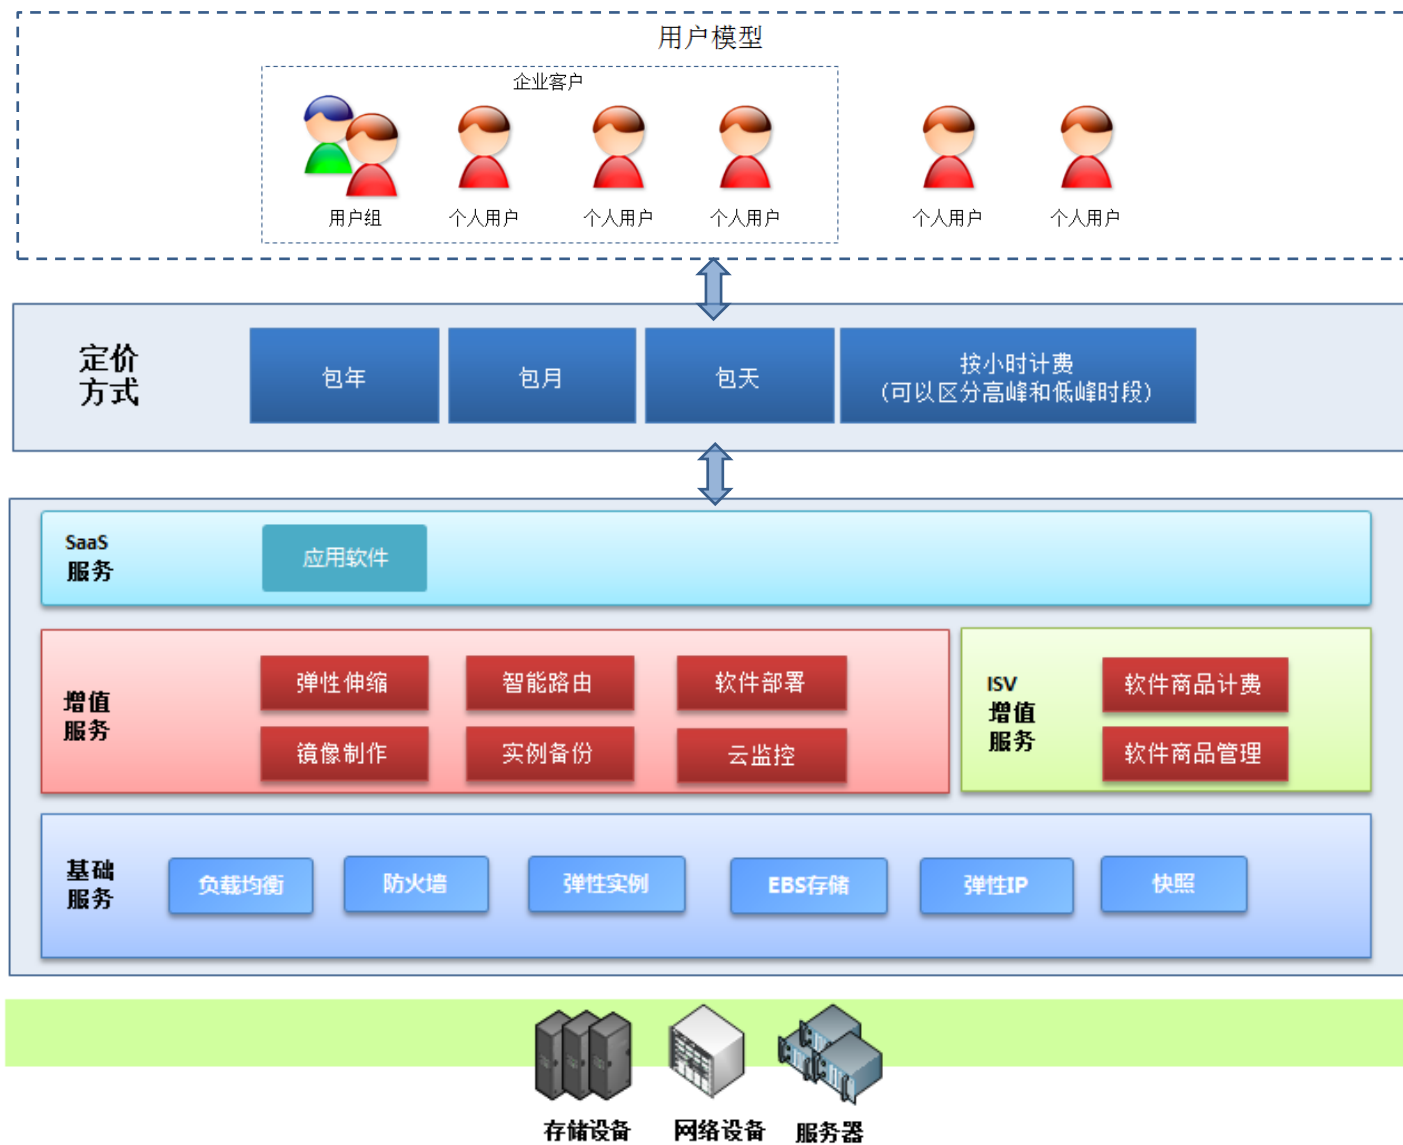 用户模型
企业客户
用户组
个人用户
个人用户
个人用户
个人用户
个人用户
定价
方式
包年
包月
包天
按小时计费
(可以区分高峰和低峰时段)
SaaS
服务
应用软件
增值
服务
弹性伸缩
智能路由
软件部署
镜像制作
实例备份
云监控
ISV
增值
服务
软件商品计费
软件商品管理
基础
服务
负载均衡
防火墙
弹性实例
EBS存储
弹性IP
快照
存储设备
网络设备
服务器